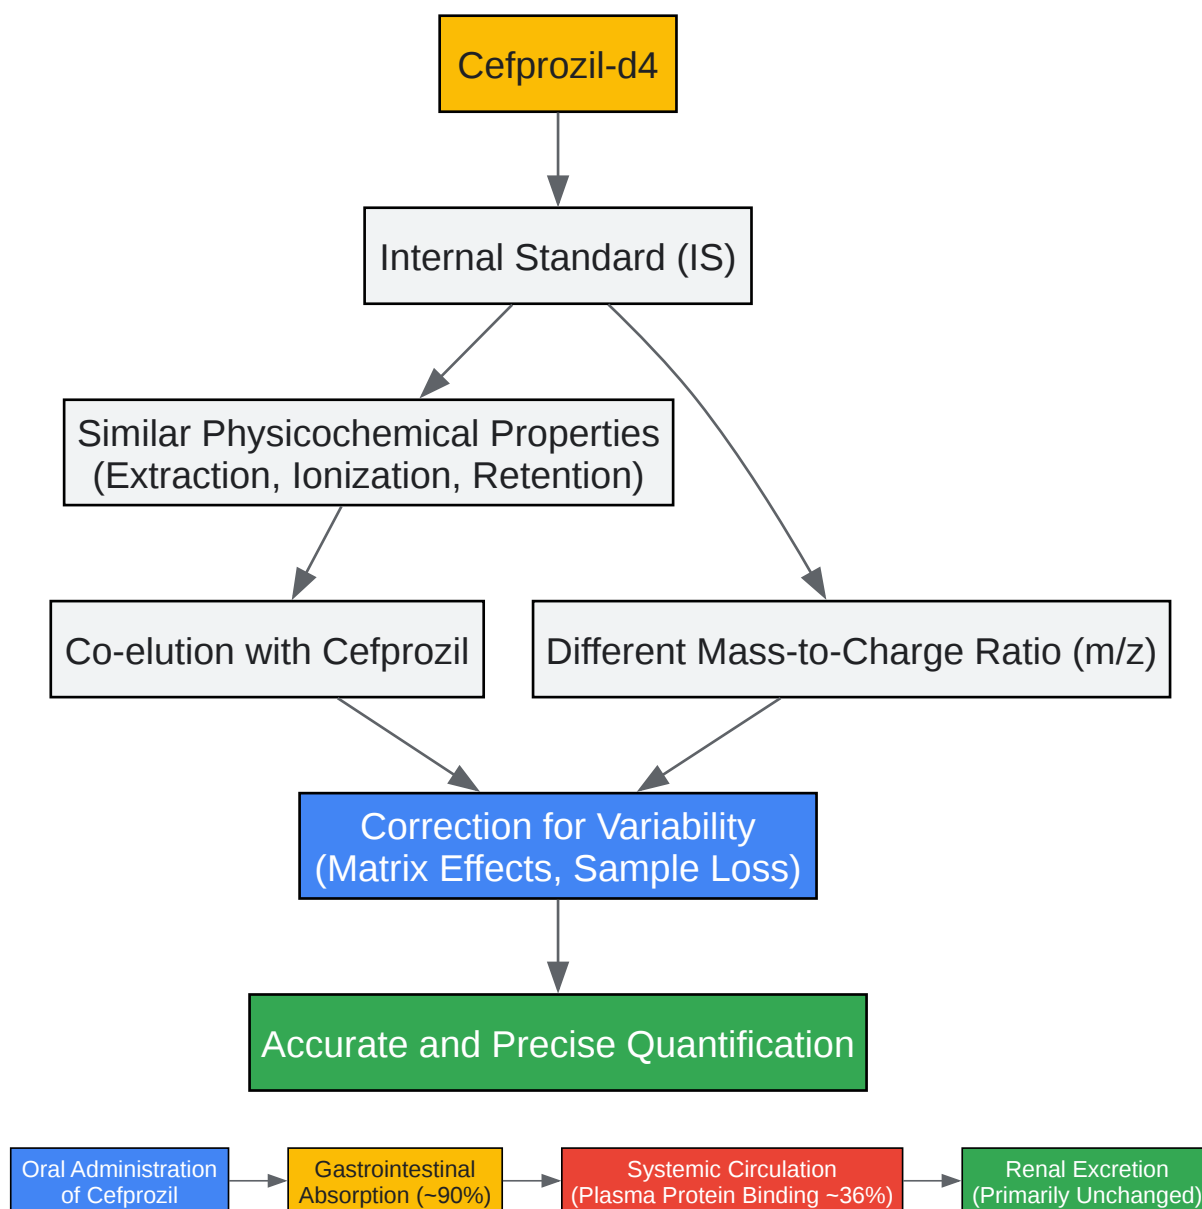 Cefprozil-d4
Internal Standard (IS)
Similar Physicochemical Properties
(Extraction, Ionization, Retention)
Co-elution with Cefprozil
Different Mass-to-Charge Ratio (m/z)
Correction for Variability
(Matrix Effects, Sample Loss)
Accurate and Precise Quantification
Oral Administration
of Cefprozil
Gastrointestinal
Absorption (~90%)
Systemic Circulation
(Plasma Protein Binding ~36%)
Renal Excretion
(Primarily Unchanged)